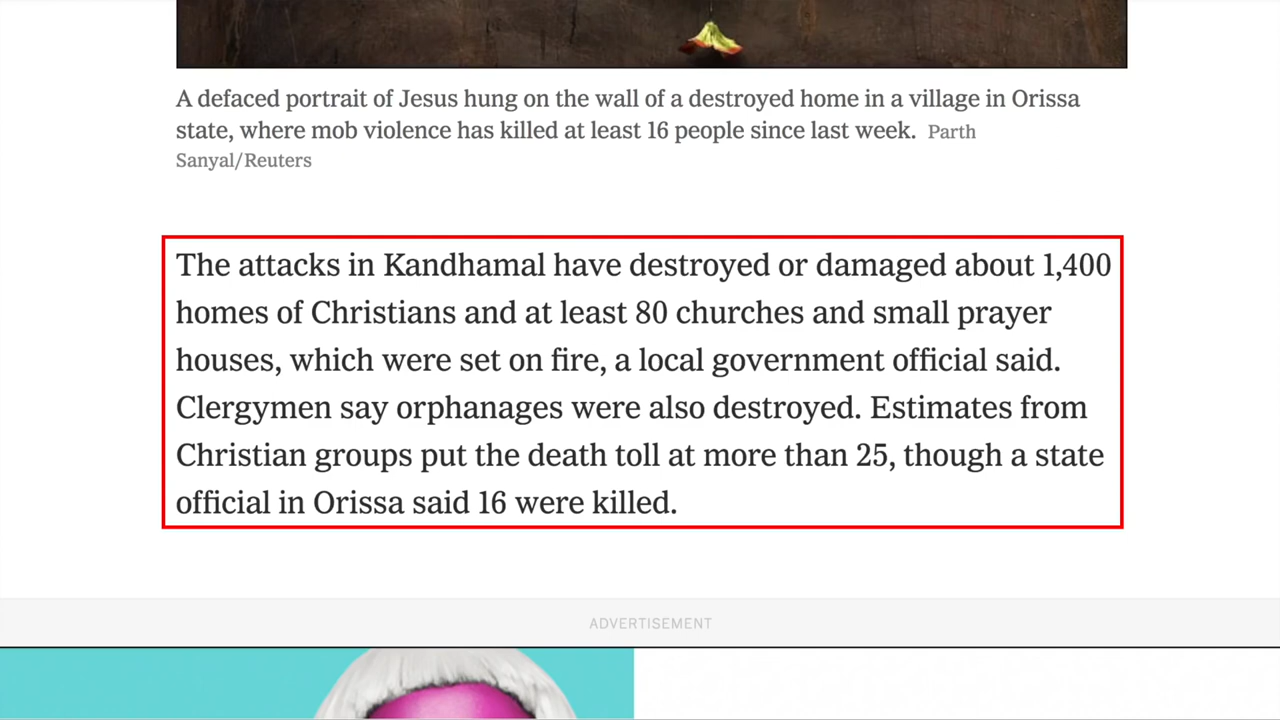 A defaced portrait of Jesus hung on the wall of a destroyed home in a village in Orissa
state, where mob violence has killed at least 16 people since last week. Parth
Sanyal/Reuters
The attacks in Kandhamal have destroyed or damaged about 1,400
homes of Christians and at least 80 churches and small prayer
houses, which were set on fire, a local government official said.
Clergymen say orphanages were also destroyed. Estimates from
Christian groups put the death toll at more than 25, though a state
official in Orissa said 16 were killed.
ADVERTISEMENT